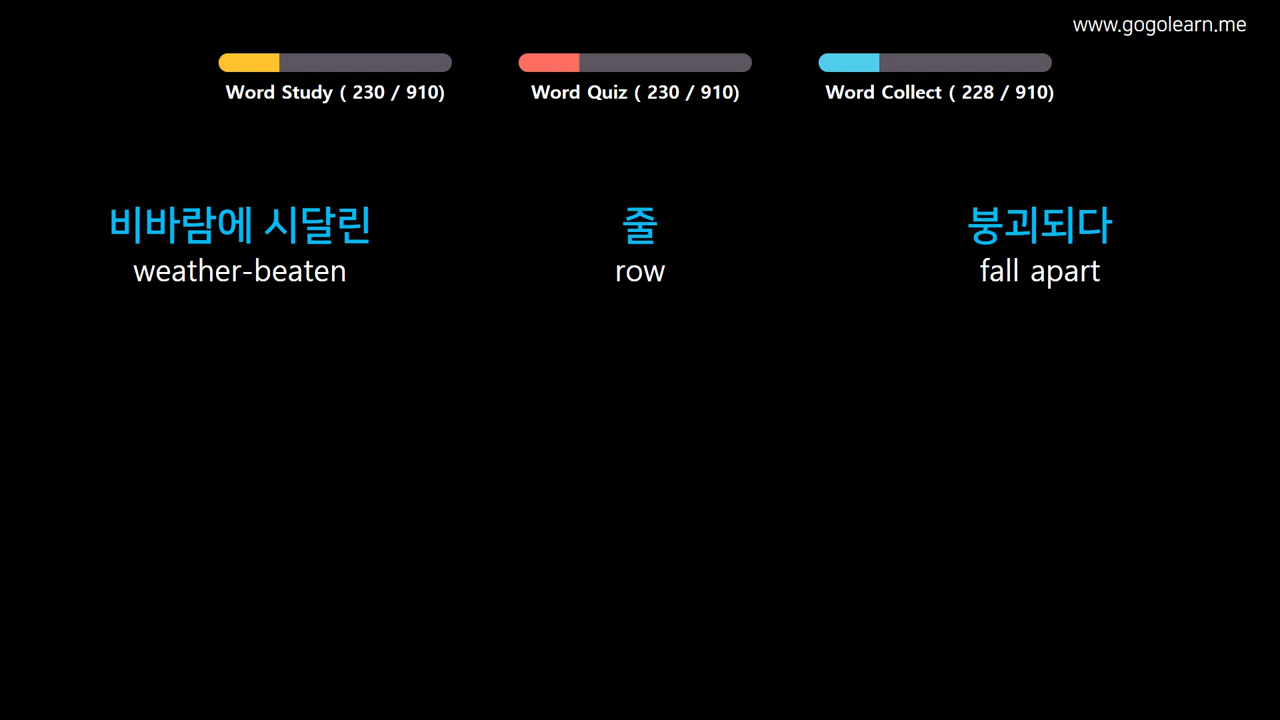 www.gogolearn.me
Word Study ( 230 / 910)
Word Quiz ( 230 / 910)
Word Collect ( 228 / 910)
비바람에 시달린
weather-beaten
줄
row
붕괴되다
fall apart